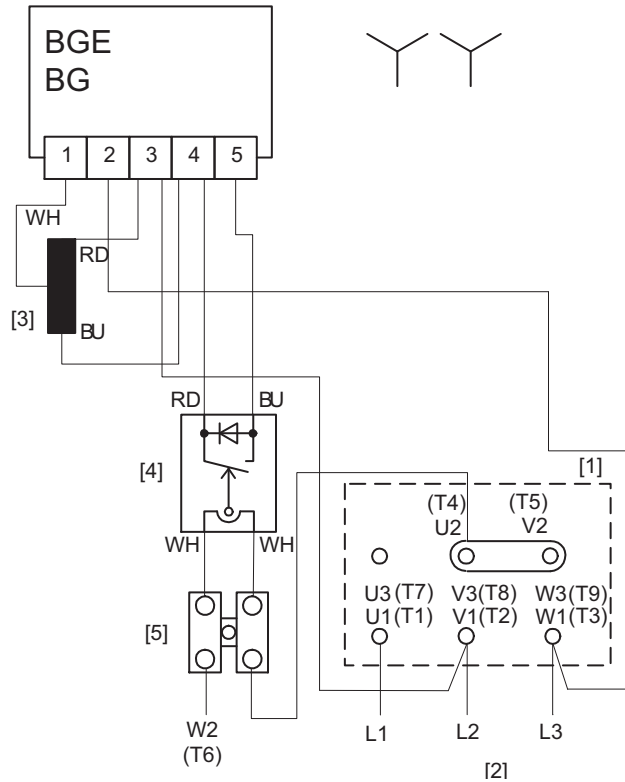 BGE
BG
1 2 3 4 5
WH
RD
[3]
BU
RD BU
[4]
[1]
(T4) (T5)
U2 V2
WH WH
U3 (T7) V3(T8) W3(T9)
U1 (T1) V1(T2) W1(T3)
[5]
W2
(T6)
L1 L2 L3
[2]